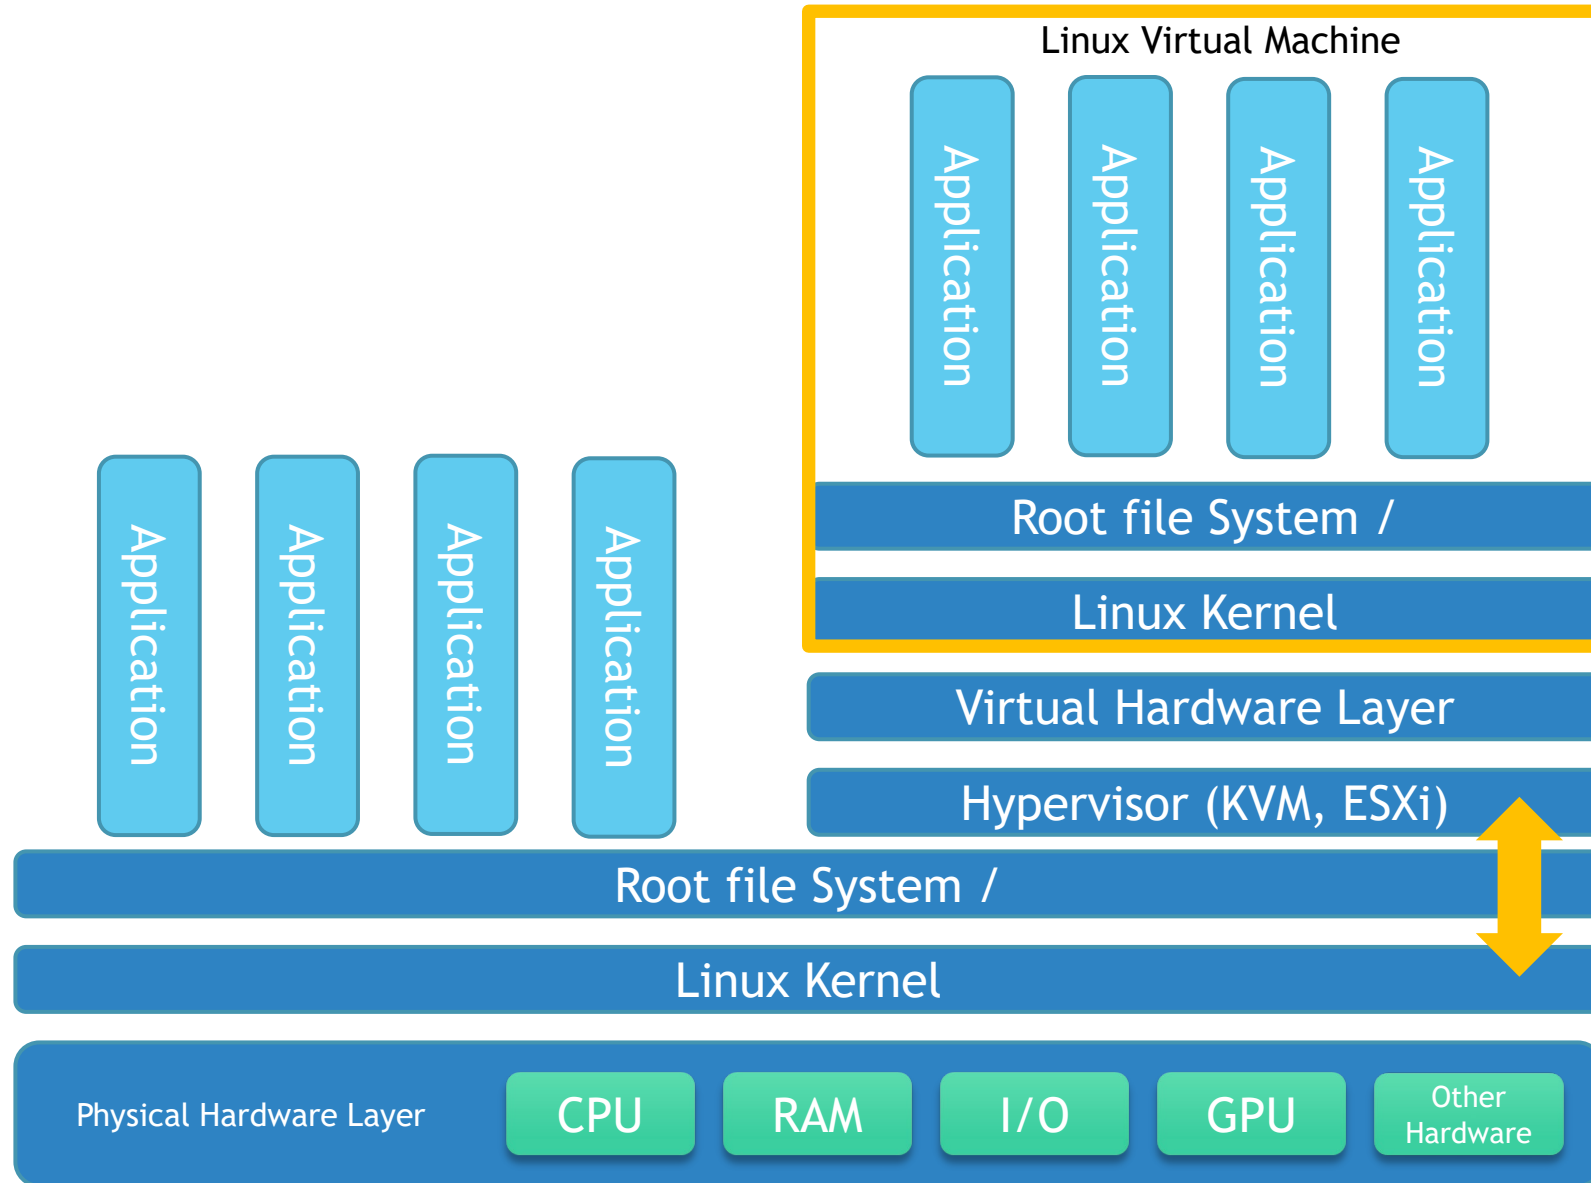 Linux Virtual Machine
Application
Application
Application
Application
Root file System /
Linux Kernel
Virtual Hardware Layer
Hypervisor (KVM, ESXi)
Application
Application
Application
Application
Root file System /
Linux Kernel
Physical Hardware Layer
CPU
RAM
I/O
GPU
Other
Hardware